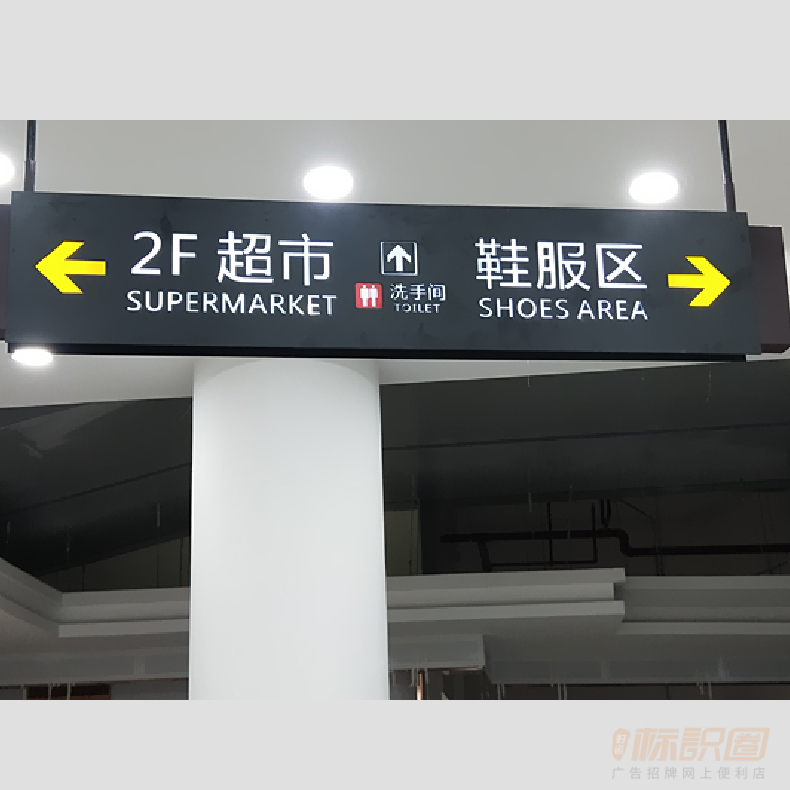 2F 超市
SUPERMARKET
洗手间
TOILET
鞋服区
SHOES AREA
标识圈
广告招牌网上便利店